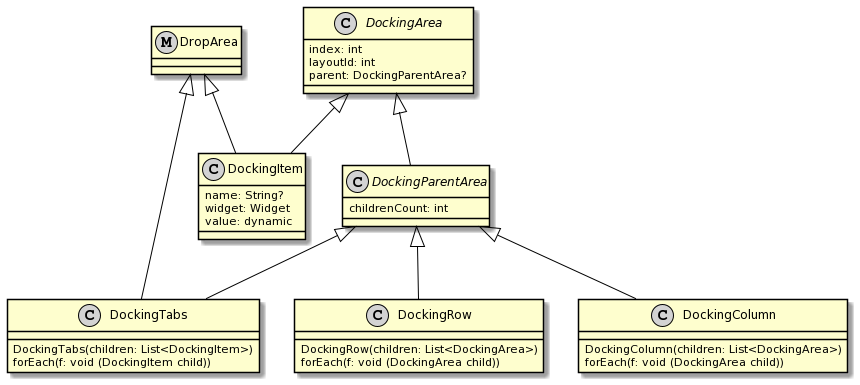 M DropArea
C DockingArea
index: int
layoutId: int
parent: DockingParentArea?
C DockingItem
name: String?
widget: Widget
value: dynamic
C DockingParentArea
childrenCount: int
C DockingTabs
DockingTabs(children: List<DockingItem>)
forEach(f: void (DockingItem child))
C DockingRow
DockingRow(children: List<DockingArea>)
forEach(f: void (DockingArea child))
C DockingColumn
DockingColumn(children: List<DockingArea>)
forEach(f: void (DockingArea child))